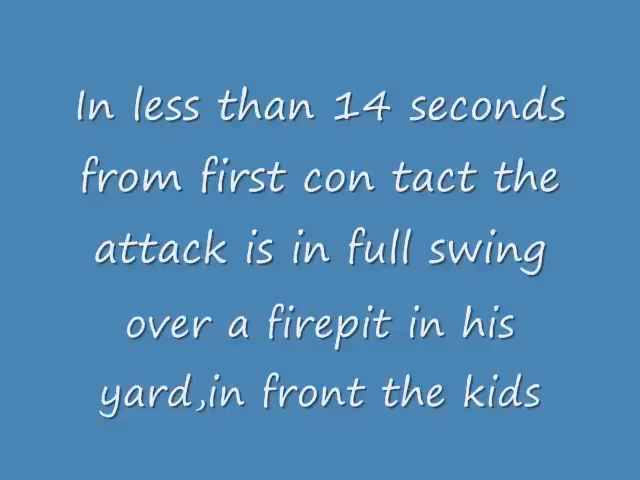 In less than 14 seconds
from first con tact the
attack is in full swing
over a firepit in his
yard,in front the kids